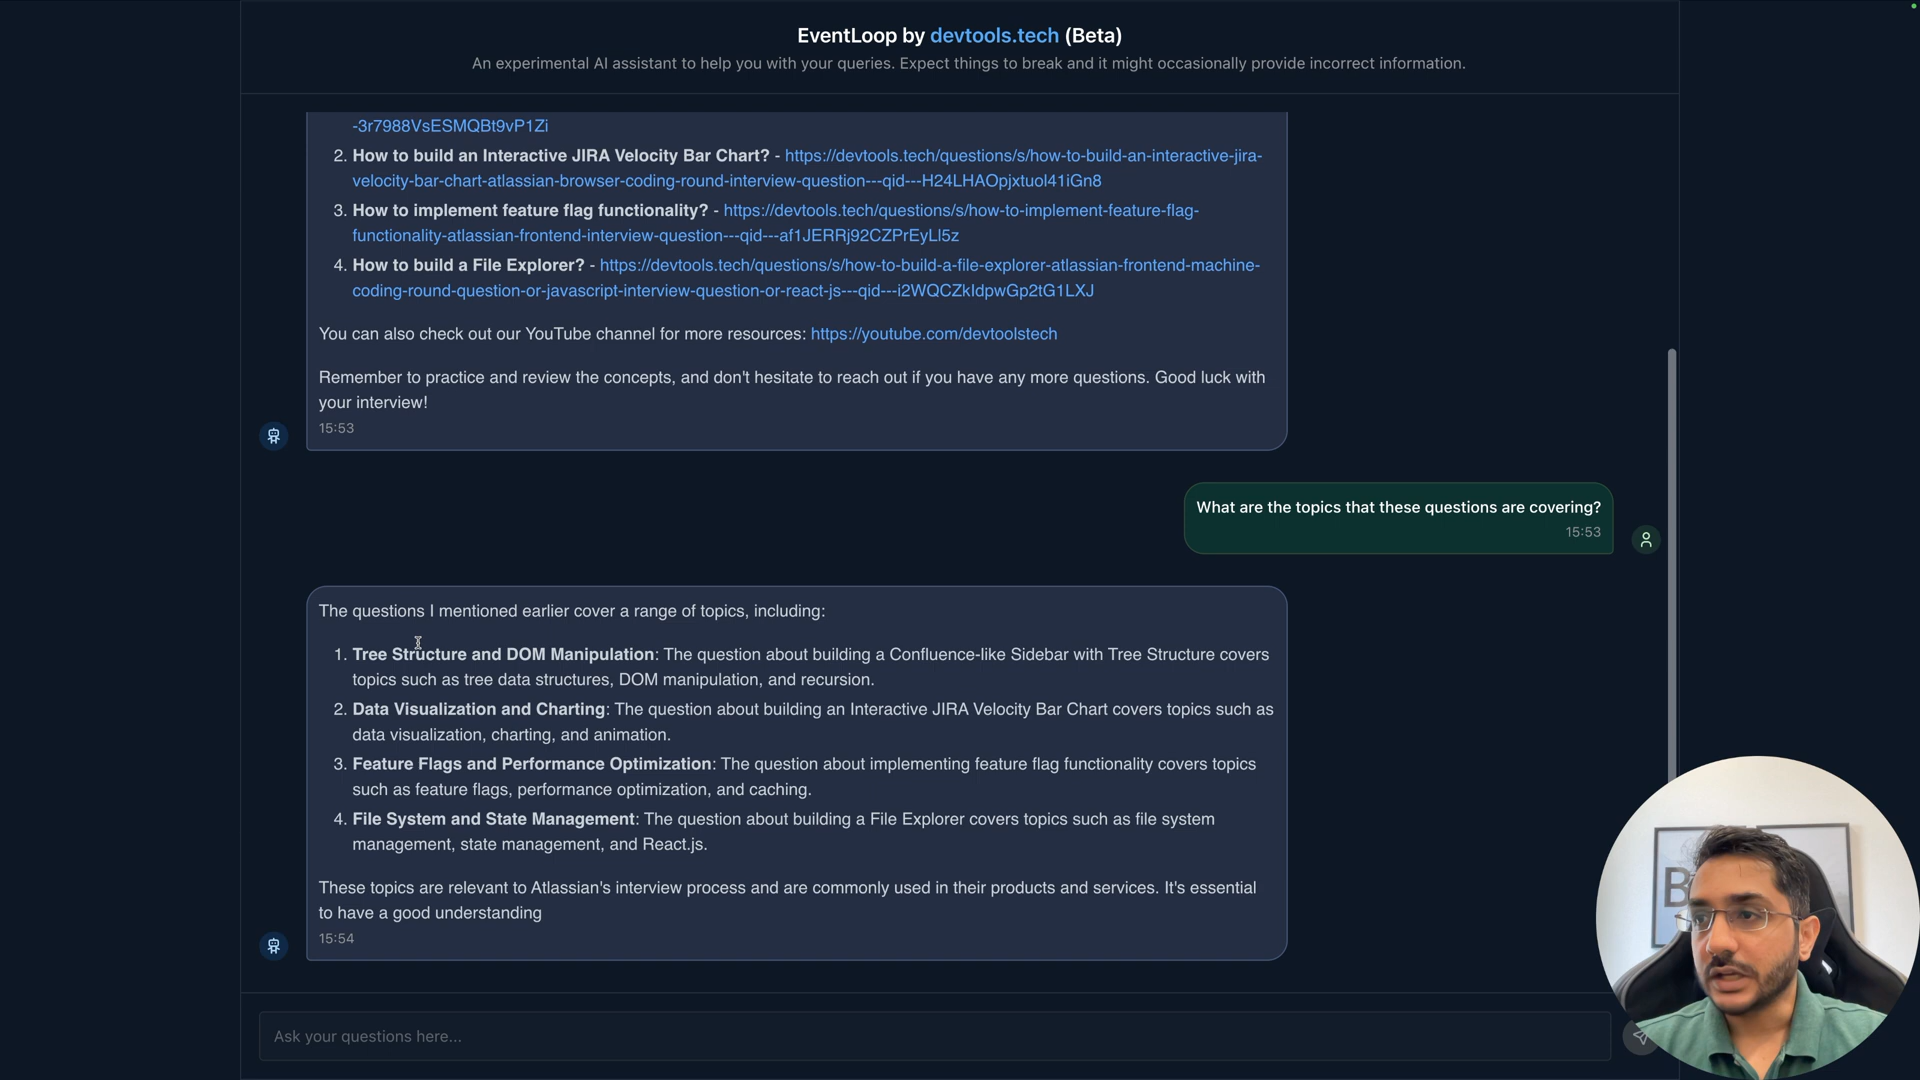 EventLoop by devtools.tech (Beta)
An experimental AI assistant to help you with your queries. Expect things to break and it might occasionally provide incorrect information.
-3r7988VsESMQBt9vP1Zi
2. How to build an Interactive JIRA Velocity Bar Chart? - https://devtools.tech/questions/s/how-to-build-an-interactive-jira-
velocity-bar-chart-atlassian-browser-coding-round-interview-question---qid---H24LHAOpjxtuol41iGn8
3. How to implement feature flag functionality? - https://devtools.tech/questions/s/how-to-implement-feature-flag-
functionality-atlassian-frontend-interview-question---qid---af1JERRj92CZPrEyLl5z
4. How to build a File Explorer? - https://devtools.tech/questions/s/how-to-build-a-file-explorer-atlassian-frontend-machine-
coding-round-question-or-javascript-interview-question-or-react-js---qid---i2WQCZkIdpwGp2tG1LXJ
You can also check out our YouTube channel for more resources: https://youtube.com/devtoolstech
Remember to practice and review the concepts, and don't hesitate to reach out if you have any more questions. Good luck with
your interview!
15:53
What are the topics that these questions are covering?
15:53
The questions I mentioned earlier cover a range of topics, including:
1. Tree Structure and DOM Manipulation: The question about building a Confluence-like Sidebar with Tree Structure covers
topics such as tree data structures, DOM manipulation, and recursion.
2. Data Visualization and Charting: The question about building an Interactive JIRA Velocity Bar Chart covers topics such as
data visualization, charting, and animation.
3. Feature Flags and Performance Optimization: The question about implementing feature flag functionality covers topics
such as feature flags, performance optimization, and caching.
4. File System and State Management: The question about building a File Explorer covers topics such as file system
management, state management, and React.js.
These topics are relevant to Atlassian's interview process and are commonly used in their products and services. It's essential
to have a good understanding
15:54
Ask your questions here...